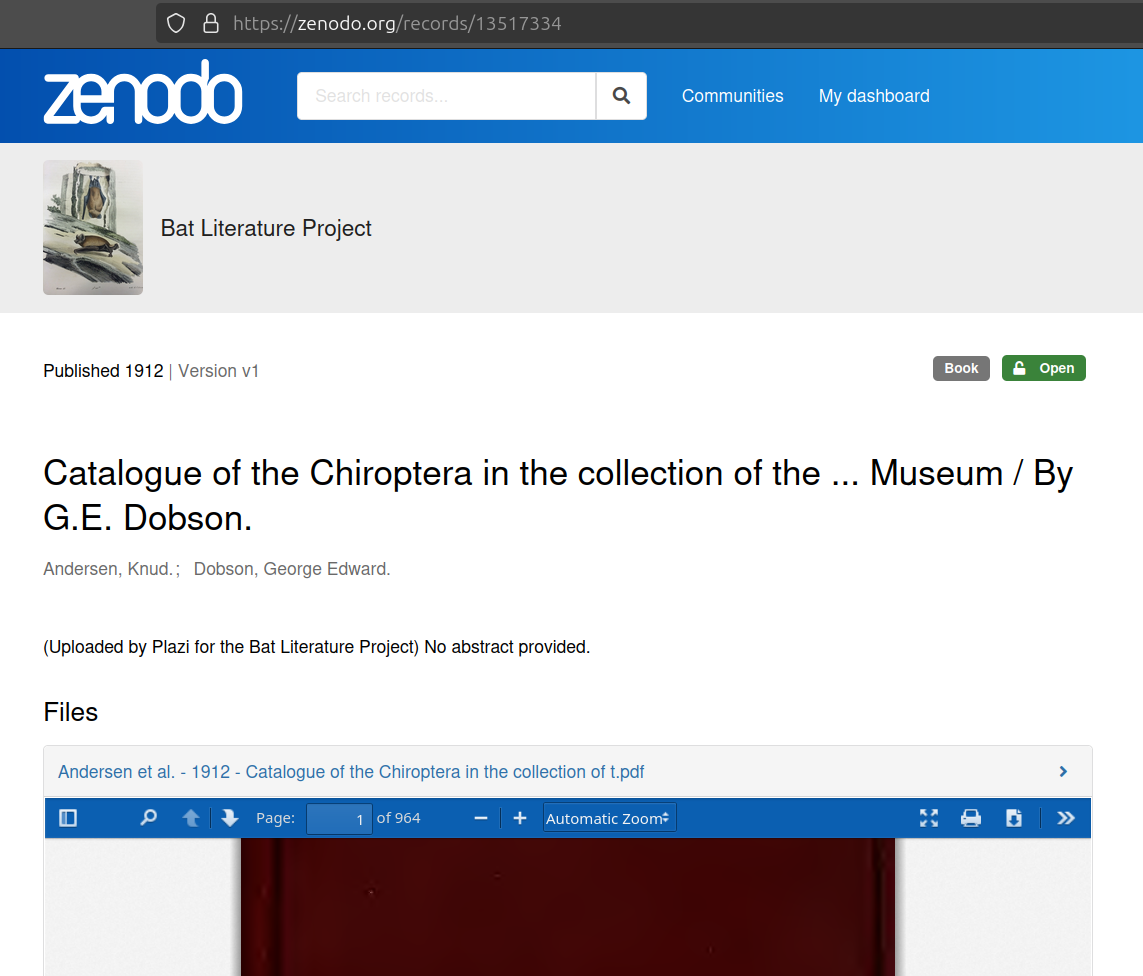 https://zenodo.org/records/13517334
zenodo
Search records...
Communities
My dashboard
Bat Literature Project
Published 1912 | Version v1
Book
Open
Catalogue of the Chiroptera in the collection of the ... Museum / By
G.E. Dobson.
Andersen, Knud.; Dobson, George Edward.
(Uploaded by Plazi for the Bat Literature Project) No abstract provided.
Files
Andersen et al. - 1912 - Catalogue of the Chiroptera in the collection of t.pdf
Page: 1 of 964
Automatic Zoom